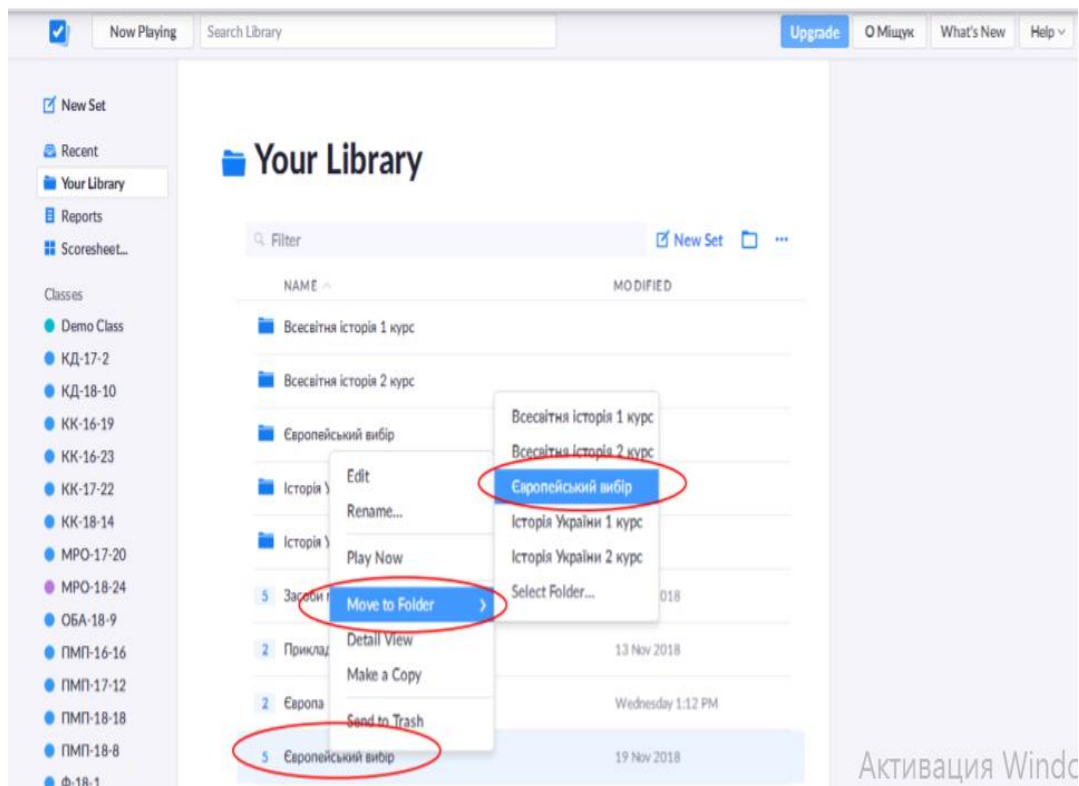 Now Playing
Search Library
Upgrade
О Міщук
What's New
Help
New Set
Recent
Your Library
Reports
Scoresheet...
Classes
Demo Class
КД-17-2
КД-18-10
КК-16-19
КК-16-23
КК-17-22
КК-18-14
МРО-17-20
МРО-18-24
ОБА-18-9
ПМП-16-16
ПМП-17-12
ПМП-18-18
ПМП-18-8
Ф-18-1
Your Library
Filter
New Set
NAME
MODIFIED
Всесвітня історія 1 курс
Всесвітня історія 2 курс
Європейський вибір
Історія
Історія
5 Засоби
2 Приклад 13 Nov 2018
2 Європа Wednesday 1:12 PM
5 Європейський вибір 19 Nov 2018
Edit
Rename...
Play Now
Move to Folder
Detail View
Make a Copy
Send to Trash
Всесвітня історія 1 курс
Всесвітня історія 2 курс
Європейський вибір
Історія України 1 курс
Історія України 2 курс
Select Folder...
Активация Windo